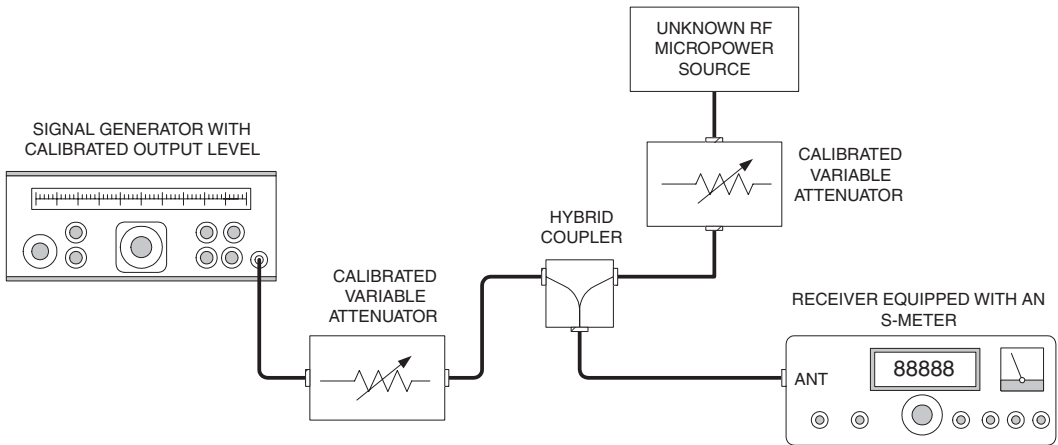 UNKNOWN RF
MICROPOWER
SOURCE
SIGNAL GENERATOR WITH
CALIBRATED OUTPUT LEVEL
CALIBRATED
VARIABLE
ATTENUATOR
HYBRID
COUPLER
CALIBRATED
VARIABLE
ATTENUATOR
RECEIVER EQUIPPED WITH AN
S-METER
ANT
88888